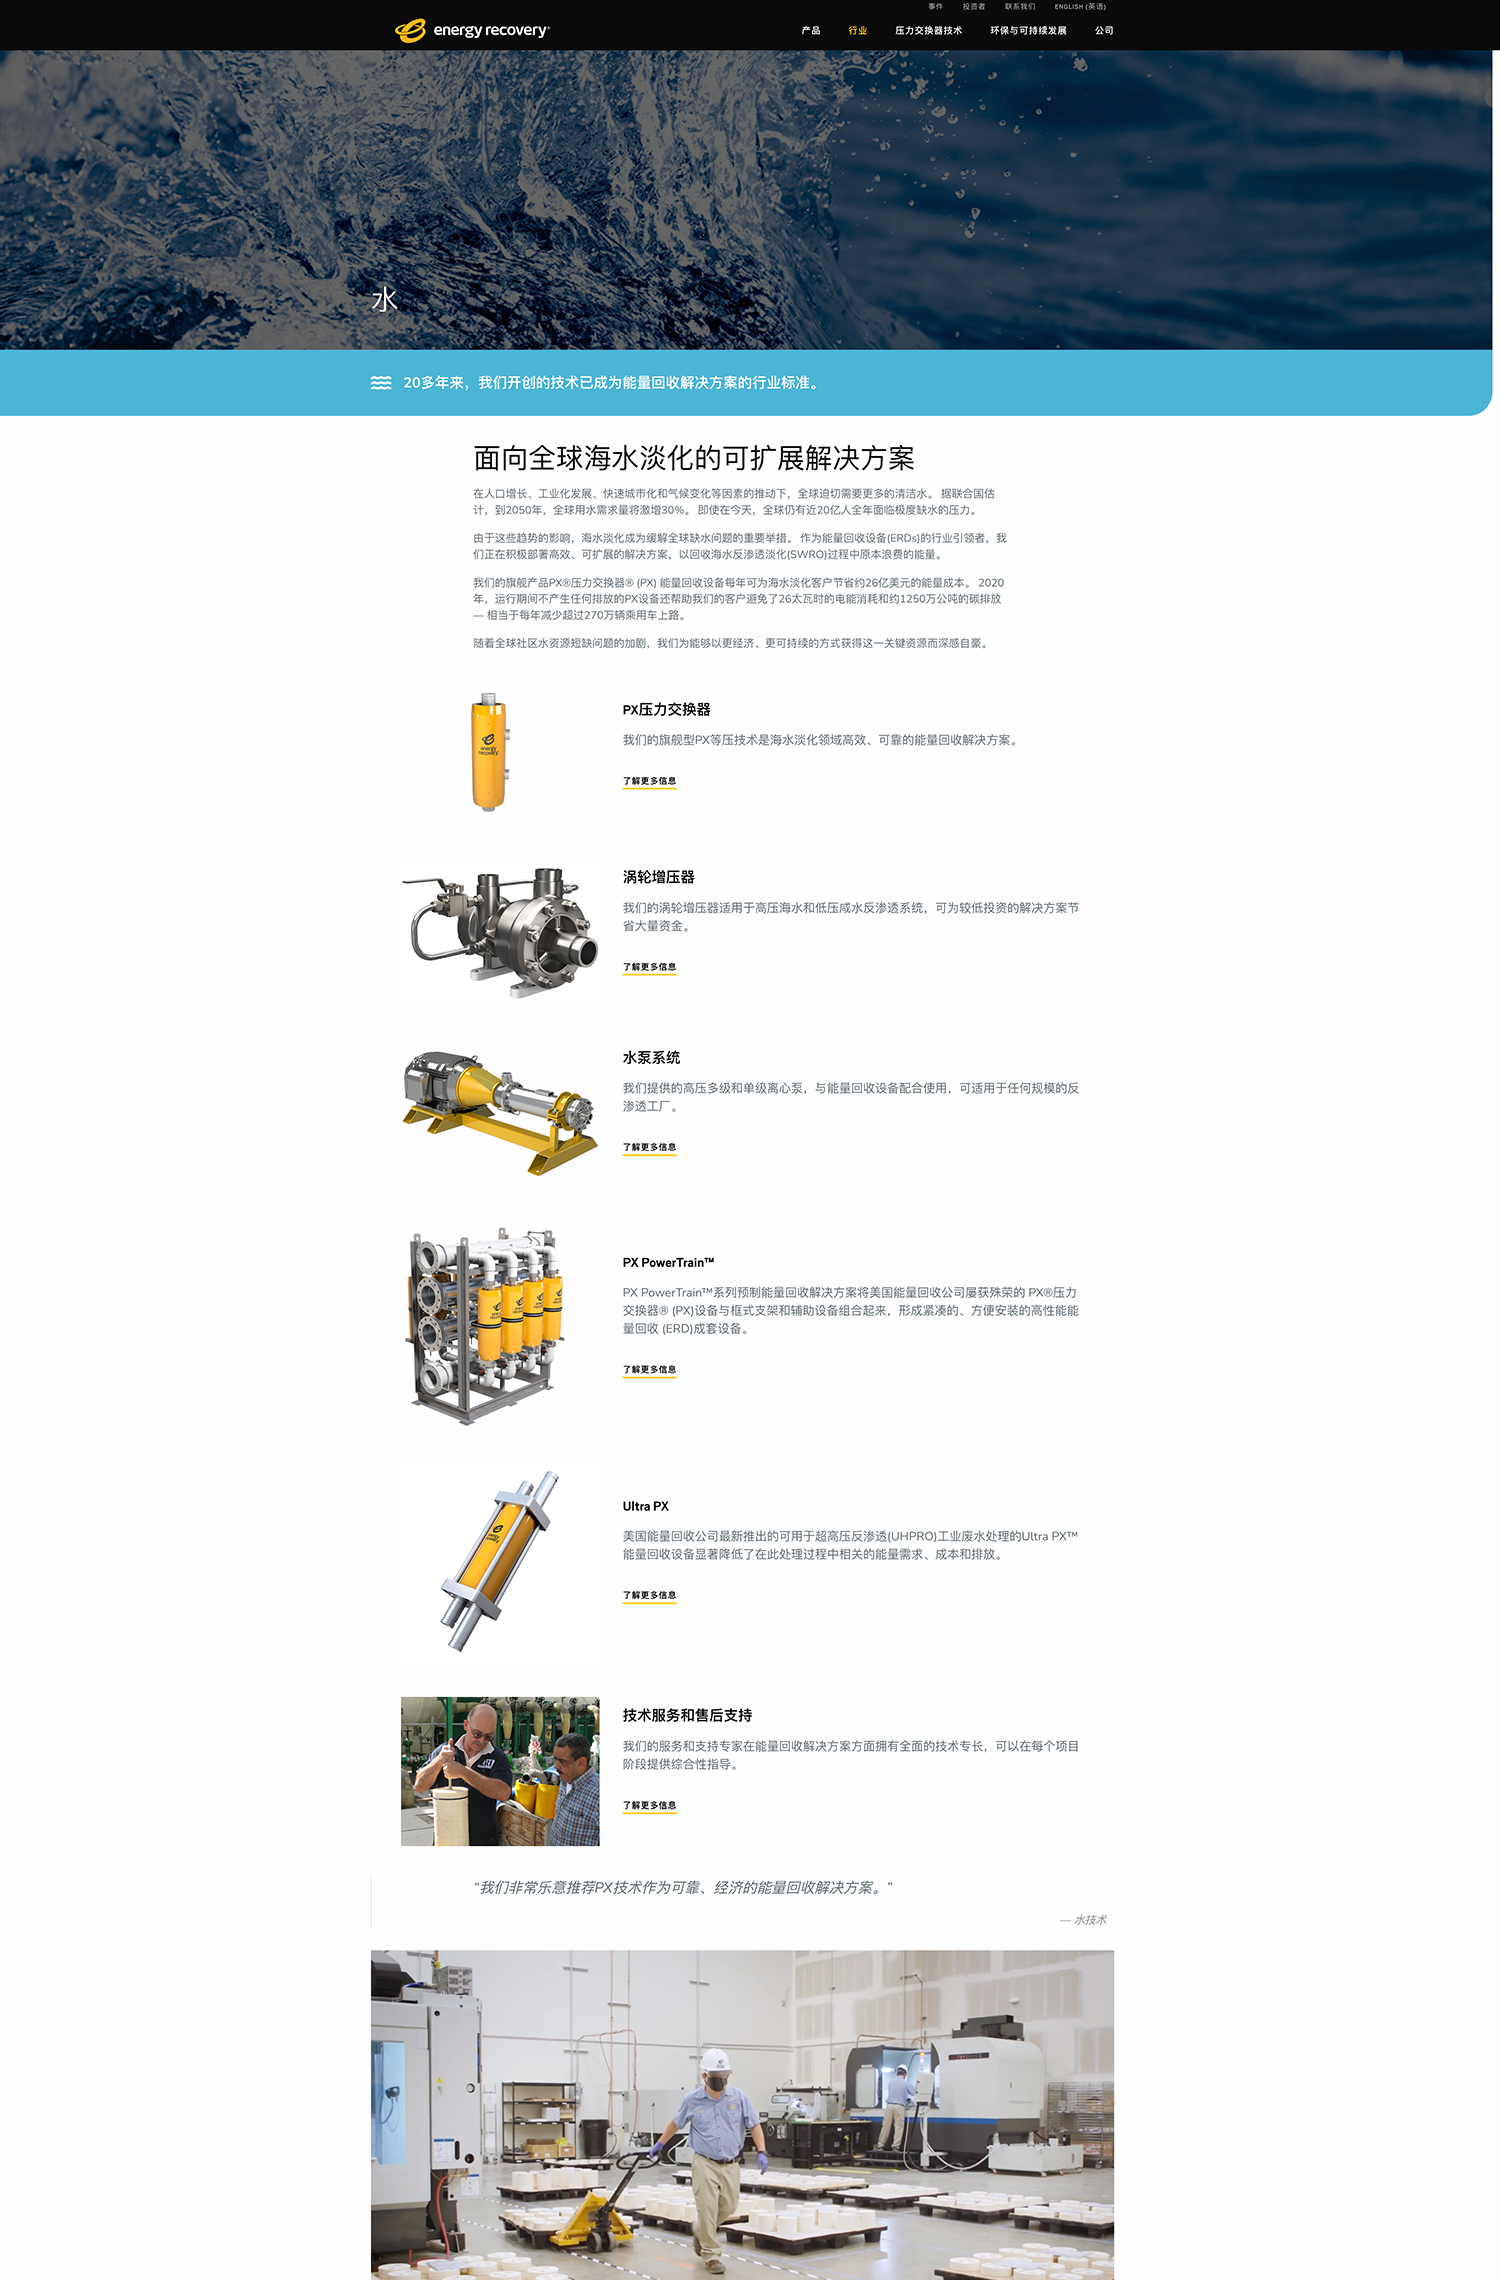 事件 投资者 联系我们 ENGLISH (英语)
energy recovery®
产品 行业 压力交换器技术 环保与可持续发展 公司
水
20多年来，我们开创的技术已成为能量回收解决方案的行业标准。
面向全球海水淡化的可扩展解决方案
在人口增长、工业化发展、快速城市化和气候变化等因素的推动下，全球迫切需要更多的清洁水。 据联合国估
计，到2050年，全球用水需求量将激增30%。 即使在今天，全球仍有近20亿人全年面临极度缺水的压力。
由于这些趋势的影响，海水淡化成为缓解全球缺水问题的重要举措。 作为能量回收设备(ERDs)的行业引领者，我
们正在积极部署高效、可扩展的解决方案，以回收海水反渗透淡化(SWRO)过程中原本浪费的能量。
我们的旗舰产品PX®压力交换器® (PX) 能量回收设备每年可为海水淡化客户节省约26亿美元的能量成本。 2020
年，运行期间不产生任何排放的PX设备还帮助我们的客户避免了26太瓦时的电能消耗和约1250万公吨的碳排放
— 相当于每年减少超过270万辆乘用车上路。
随着全球社区水资源短缺问题的加剧，我们为能够以更经济、更可持续的方式获得这一关键资源而深感自豪。
energy
recovery
PX压力交换器
我们的旗舰型PX等压技术是海水淡化领域高效、可靠的能量回收解决方案。
了解更多信息
涡轮增压器
我们的涡轮增压器适用于高压海水和低压咸水反渗透系统，可为较低投资的解决方案节
省大量资金。
了解更多信息
水泵系统
我们提供的高压多级和单级离心泵，与能量回收设备配合使用，可适用于任何规模的反
渗透工厂。
了解更多信息
PX PowerTrain™
PX PowerTrain™系列预制能量回收解决方案将美国能量回收公司屡获殊荣的 PX®压力
交换器® (PX)设备与框式支架和辅助设备组合起来，形成紧凑的、方便安装的高性能能
量回收 (ERD)成套设备。
了解更多信息
Ultra PX
美国能量回收公司最新推出的可用于超高压反渗透(UHPRO)工业废水处理的Ultra PX™
能量回收设备显著降低了在此处理过程中相关的能量需求、成本和排放。
了解更多信息
技术服务和售后支持
我们的服务和支持专家在能量回收解决方案方面拥有全面的技术专长，可以在每个项目
阶段提供综合性指导。
了解更多信息
“我们非常乐意推荐PX技术作为可靠、经济的能量回收解决方案。”
— 水技术